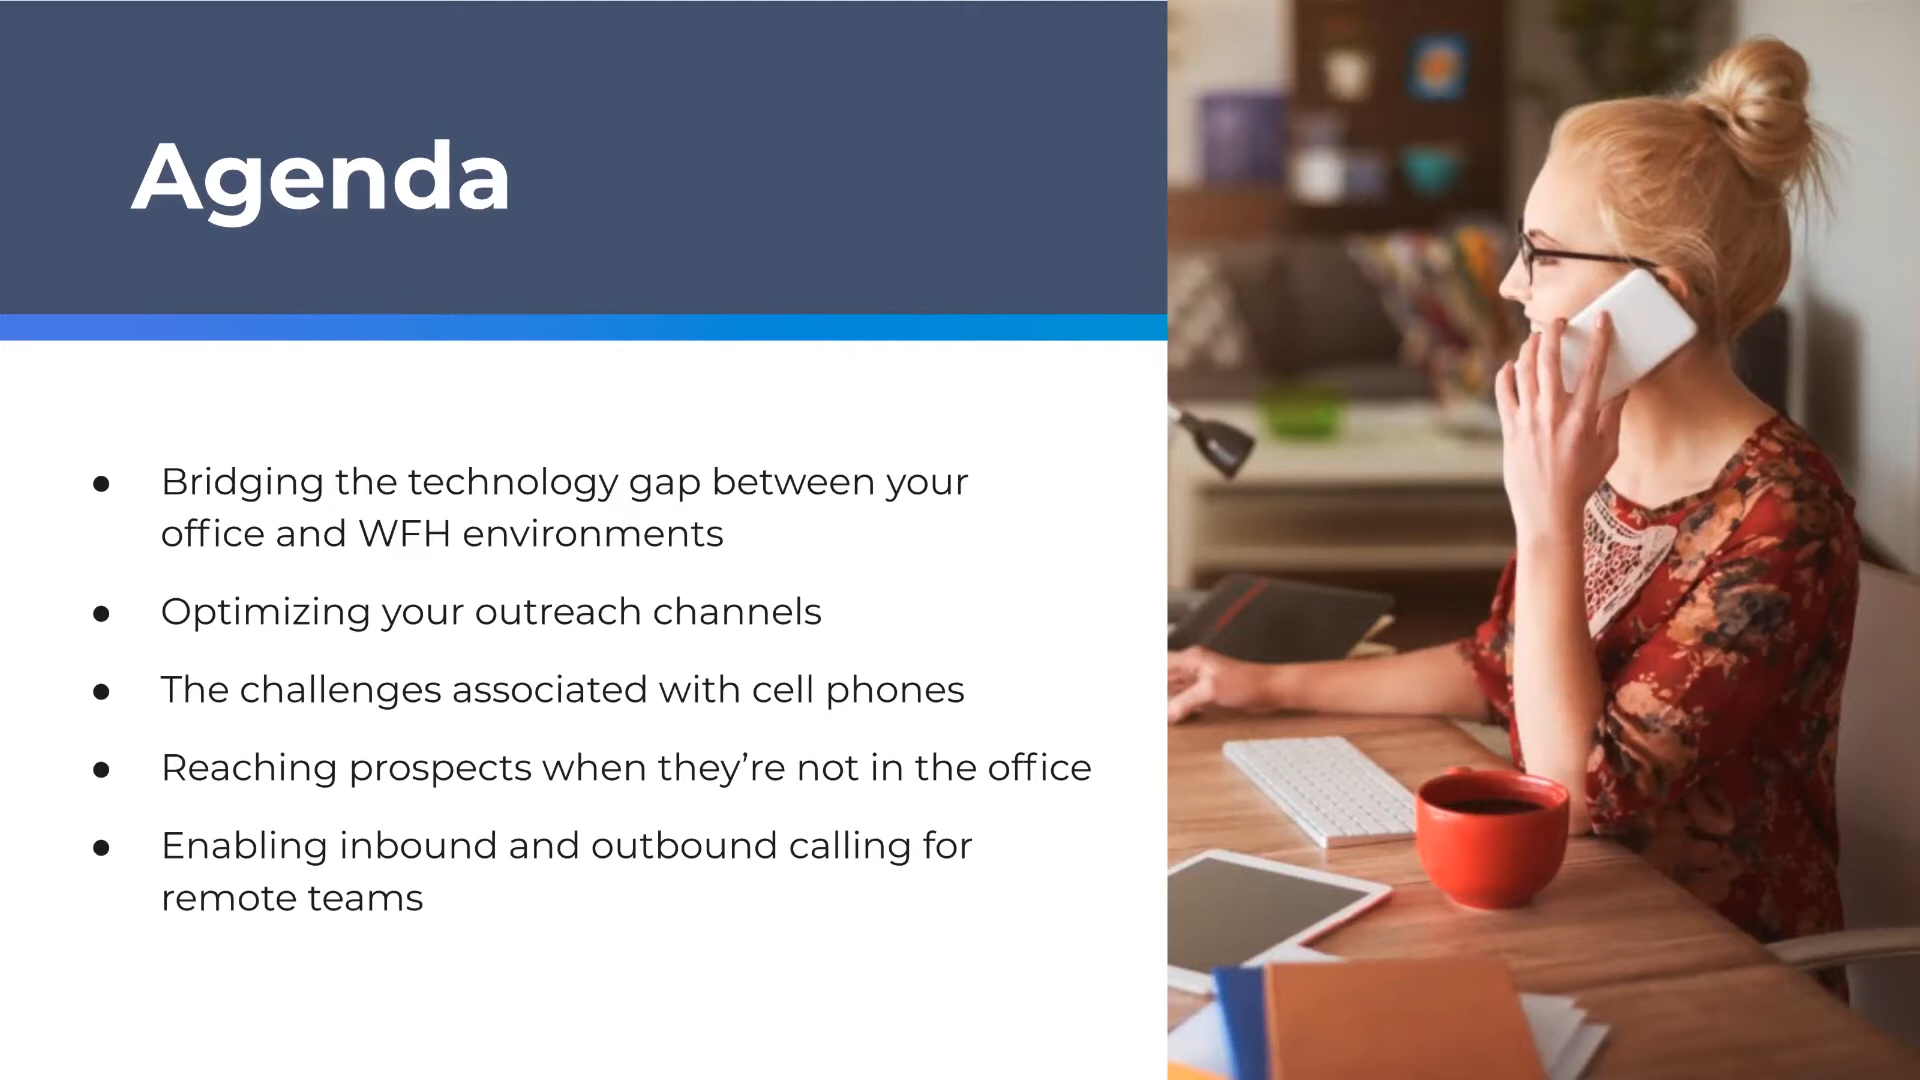 Agenda
● Bridging the technology gap between your
office and WFH environments
● Optimizing your outreach channels
● The challenges associated with cell phones
● Reaching prospects when they’re not in the office
● Enabling inbound and outbound calling for
remote teams